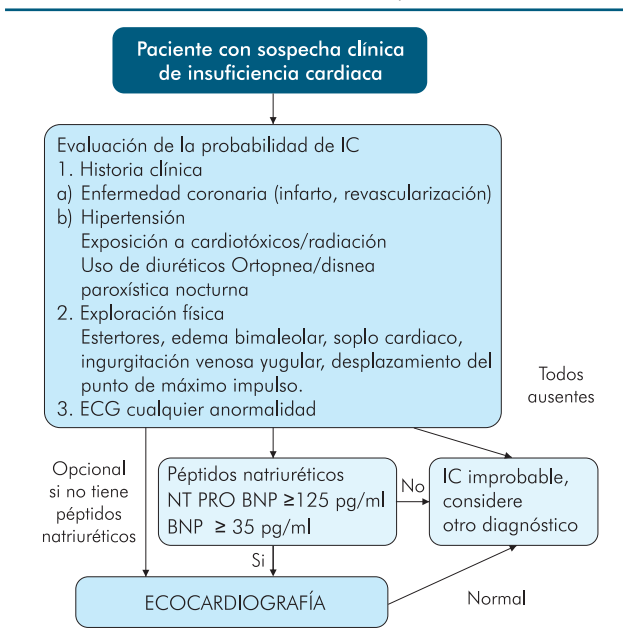 Paciente con sospecha clínica
de insuficiencia cardiaca
Evaluación de la probabilidad de IC
1. Historia clínica
a) Enfermedad coronaria (infarto, revascularización)
b) Hipertensión
Exposición a cardiotóxicos/radiación
Uso de diuréticos Ortopnea/disnea
paroxística nocturna
2. Exploración física
Estertores, edema bimaleolar, soplo cardiaco,
ingurgitación venosa yugular, desplazamiento del
punto de máximo impulso.
3. ECG cualquier anormalidad
Todos
ausentes
Opcional
si no tiene
péptidos
natriuréticos
Péptidos natriuréticos
NT PRO BNP ≥125 pg/ml
BNP ≥ 35 pg/ml
No
IC improbable,
considere
otro diagnóstico
Si
ECOCARDIOGRAFÍA
Normal